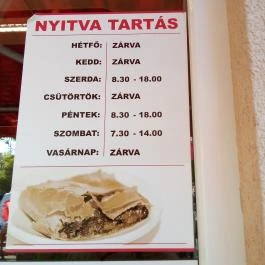 NYITVA TARTÁS
HÉTFŐ: ZÁRVA
KEDD: ZÁRVA
SZERDA: 8.30 - 18.00
CSÜTÖRTÖK: ZÁRVA
PÉNTEK: 8.30 - 18.00
SZOMBAT: 7.30 - 14.00
VASÁRNAP: ZÁRVA